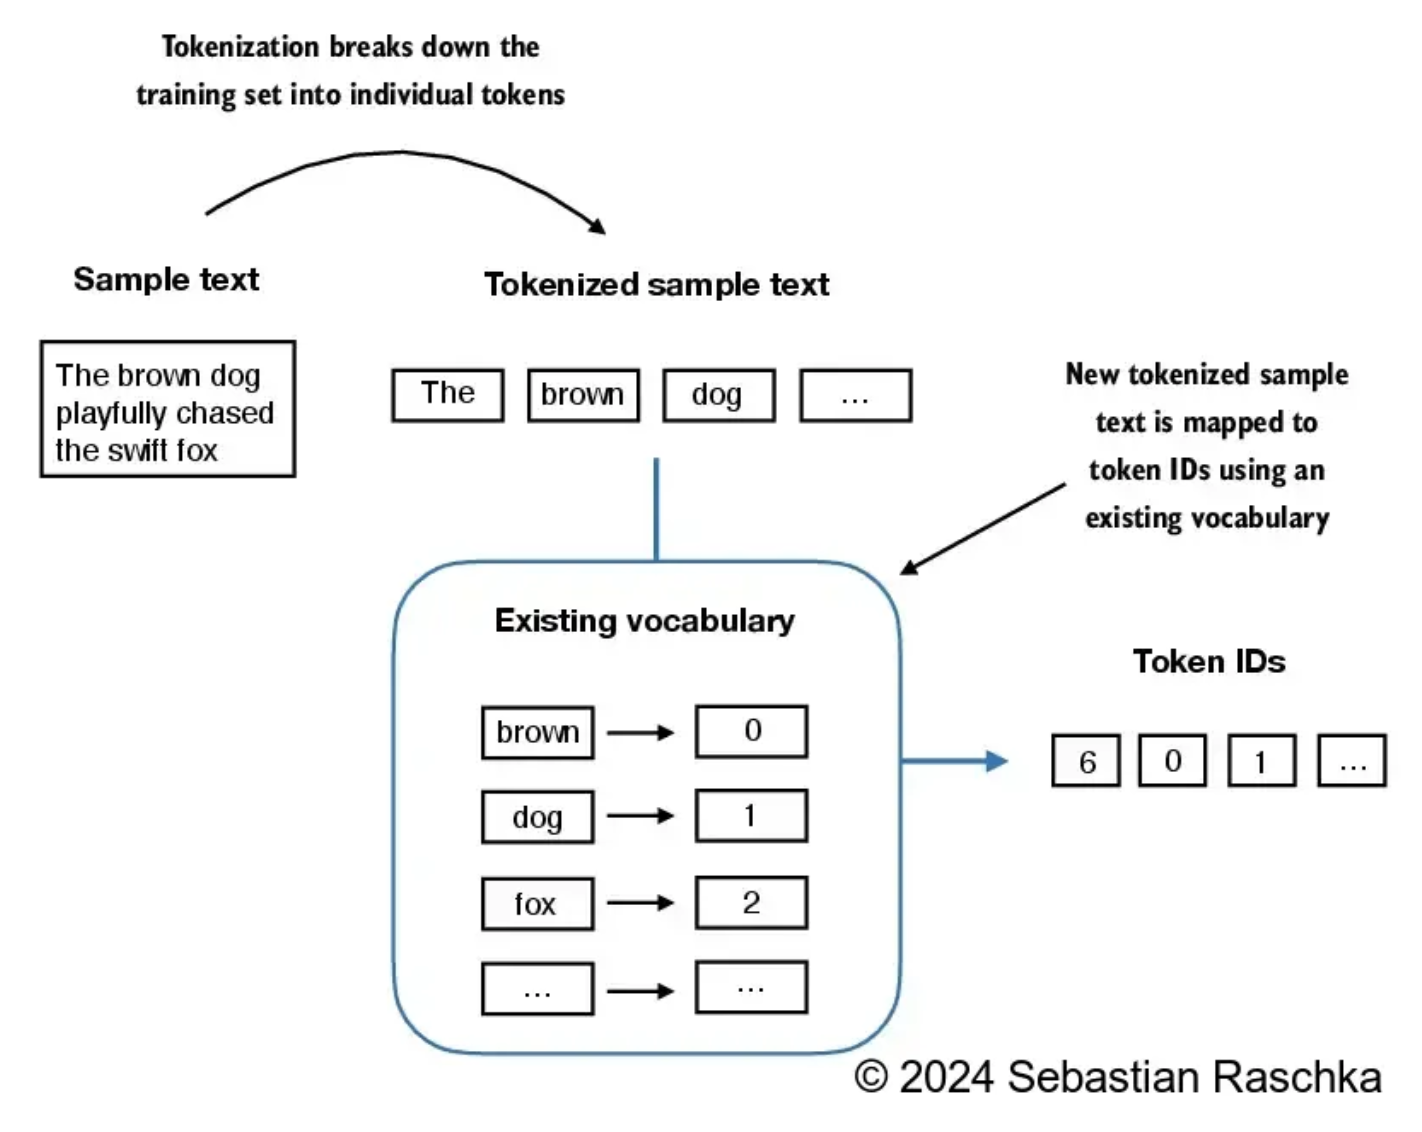 Tokenization breaks down the
training set into individual tokens
Sample text
The brown dog
playfully chased
the swift fox
Tokenized sample text
The
brown
dog
...
New tokenized sample
text is mapped to
token IDs using an
existing vocabulary
Existing vocabulary
brown
0
dog
1
fox
2
...
...
Token IDs
6
0
1
...
© 2024 Sebastian Raschka